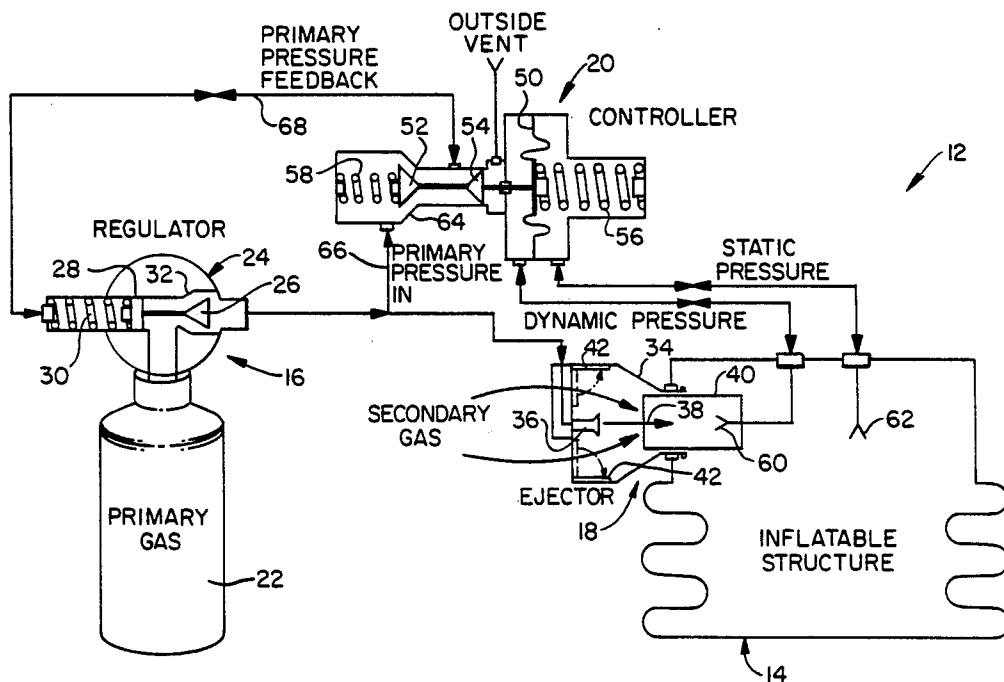 OUTSIDE
VENT
PRIMARY
PRESSURE
FEEDBACK
20
50
CONTROLLER
68
52
54
12
58
64
56
REGULATOR
66
PRIMARY
PRESSURE
IN
STATIC
PRESSURE
24
28
32
26
DYNAMIC PRESSURE
30
16
42
34
40
SECONDARY
GAS
36
38
62
60
EJECTOR
42
18
PRIMARY
GAS
22
INFLATABLE
STRUCTURE
14